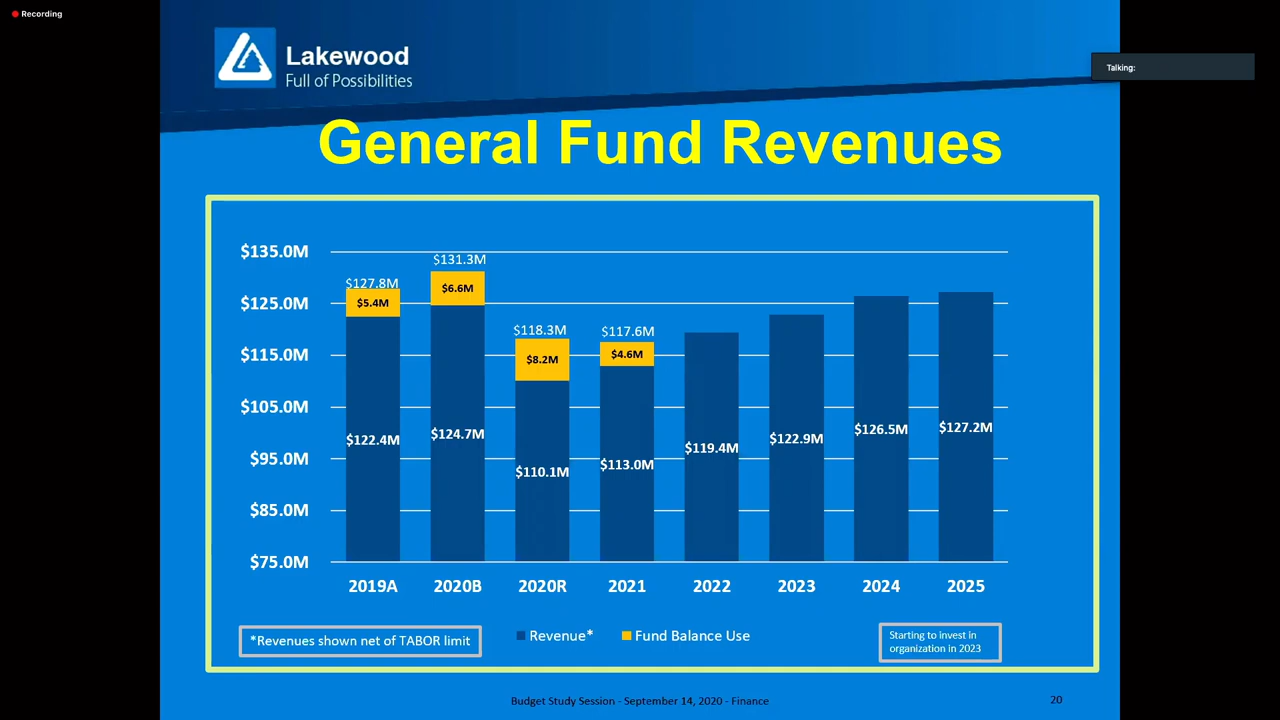 Recording
Lakewood
Full of Possibilities
Talking:
General Fund Revenues
$135.0M
$125.0M
$115.0M
$105.0M
$95.0M
$85.0M
$75.0M
$127.8M
$5.4M
$122.4M
$131.3M
$6.6M
$124.7M
$118.3M
$8.2M
$110.1M
$117.6M
$4.6M
$113.0M
$119.4M
$122.9M
$126.5M
$127.2M
2019A 2020B 2020R 2021 2022 2023 2024 2025
*Revenues shown net of TABOR limit
Revenue* Fund Balance Use
Starting to invest in
organization in 2023
Budget Study Session - September 14, 2020 - Finance
20